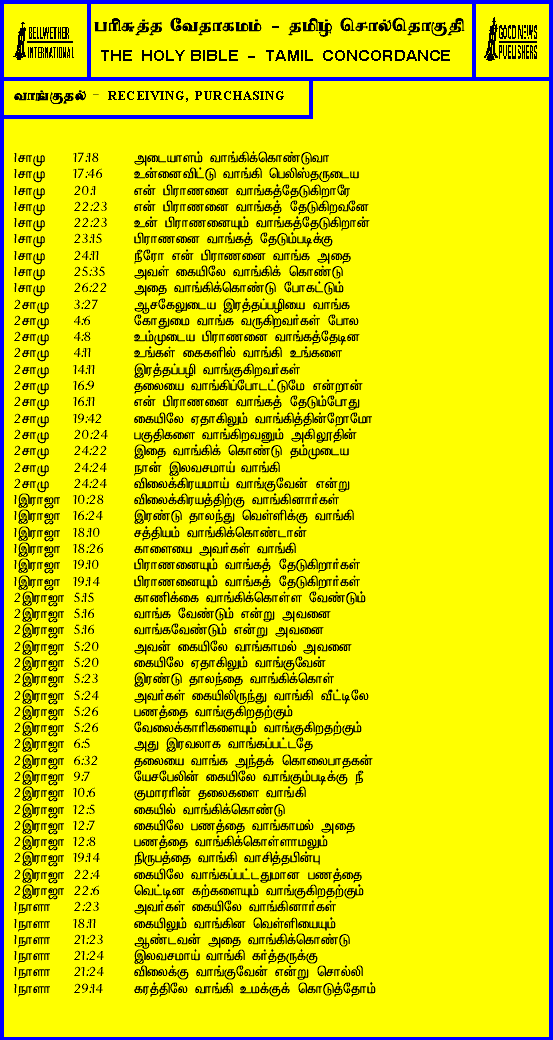 BELLWETHER
INTERNATIONAL
பரிசுத்த வேதாகமம் - தமிழ் சொல்தொகுதி
THE HOLY BIBLE - TAMIL CONCORDANCE
GOOD NEWS
PUBLISHERS
வாங்குதல் - RECEIVING, PURCHASING
1சாமு 17:18 அடையாளம் வாங்கிக்கொண்டுவா
1சாமு 17:46 உன்னைவிட்டு வாங்கி பெலிஸ்தருடைய
1சாமு 20:1 என் பிராணனை வாங்கத்தேடுகிறாரே
1சாமு 22:23 என் பிராணனை வாங்கத் தேடுகிறவனே
1சாமு 22:23 உன் பிராணனையும் வாங்கத்தேடுகிறான்
1சாமு 23:15 பிராணனை வாங்கத் தேடும்படிக்கு
1சாமு 24:11 நீரோ என் பிராணனை வாங்க அதை
1சாமு 25:35 அவள் கையிலே வாங்கிக் கொண்டு
1சாமு 26:22 அதை வாங்கிக்கொண்டு போகட்டும்
2சாமு 3:27 ஆசகேலுடைய இரத்தப்பழியை வாங்க
2சாமு 4:6 கோதுமை வாங்க வருகிறவர்கள் போல
2சாமு 4:8 உம்முடைய பிராணனை வாங்கத்தேடின
2சாமு 4:11 உங்கள் கைகளில் வாங்கி உங்களை
2சாமு 14:11 இரத்தப்பழி வாங்குகிறவர்கள்
2சாமு 16:9 தலையை வாங்கிப்போடட்டுமே என்றான்
2சாமு 16:11 என் பிராணனை வாங்கத் தேடும்போது
2சாமு 19:42 கையிலே ஏதாகிலும் வாங்கித்தின்றோமோ
2சாமு 20:24 பகுதிகளை வாங்கிறவனும் அகிலூதின்
2சாமு 24:22 இதை வாங்கிக் கொண்டு தம்முடைய
2சாமு 24:24 நான் இலவசமாய் வாங்கி
2சாமு 24:24 விலைக்கிரயமாய் வாங்குவேன் என்று
1இராஜா 10:28 விலைக்கிரயத்திற்கு வாங்கினார்கள்
1இராஜா 16:24 இரண்டு தாலந்து வெள்ளிக்கு வாங்கி
1இராஜா 18:10 சத்தியம் வாங்கிக்கொண்டான்
1இராஜா 18:26 காளையை அவர்கள் வாங்கி
1இராஜா 19:10 பிராணனையும் வாங்கத் தேடுகிறார்கள்
1இராஜா 19:14 பிராணனையும் வாங்கத் தேடுகிறார்கள்
2இராஜா 5:15 காணிக்கை வாங்கிக்கொள்ள வேண்டும்
2இராஜா 5:16 வாங்க வேண்டும் என்று அவனை
2இராஜா 5:16 வாங்கவேண்டும் என்று அவனை
2இராஜா 5:20 அவன் கையிலே வாங்காமல் அவனை
2இராஜா 5:20 கையிலே ஏதாகிலும் வாங்குவேன்
2இராஜா 5:23 இரண்டு தாலந்தை வாங்கிக்கொள்
2இராஜா 5:24 அவர்கள் கையிலிருந்து வாங்கி வீட்டிலே
2இராஜா 5:26 பணத்தை வாங்குகிறதற்கும்
2இராஜா 5:26 வேலைக்காரிகளையும் வாங்குகிறதற்கும்
2இராஜா 6:5 அது இரவலாக வாங்கப்பட்டதே
2இராஜா 6:32 தலையை வாங்க அந்தக் கொலைபாதகன்
2இராஜா 9:7 யேசபேலின் கையிலே வாங்கும்படிக்கு நீ
2இராஜா 10:6 குமாரரின் தலைகளை வாங்கி
2இராஜா 12:5 கையில் வாங்கிக்கொண்டு
2இராஜா 12:7 கையிலே பணத்தை வாங்காமல் அதை
2இராஜா 12:8 பணத்தை வாங்கிக்கொள்ளாமலும்
2இராஜா 19:14 நிருபத்தை வாங்கி வாசித்தபின்பு
2இராஜா 22:4 கையிலே வாங்கப்பட்டதுமான பணத்தை
2இராஜா 22:6 வெட்டின கற்களையும் வாங்குகிறதற்கும்
1நாளா 2:23 அவர்கள் கையிலே வாங்கினார்கள்
1நாளா 18:11 கையிலும் வாங்கின வெள்ளியையும்
1நாளா 21:23 ஆண்டவன் அதை வாங்கிக்கொண்டு
1நாளா 21:24 இலவசமாய் வாங்கி கர்த்தருக்கு
1நாளா 21:24 விலைக்கு வாங்குவேன் என்று சொல்லி
1நாளா 29:14 கரத்திலே வாங்கி உமக்குக் கொடுத்தோம்